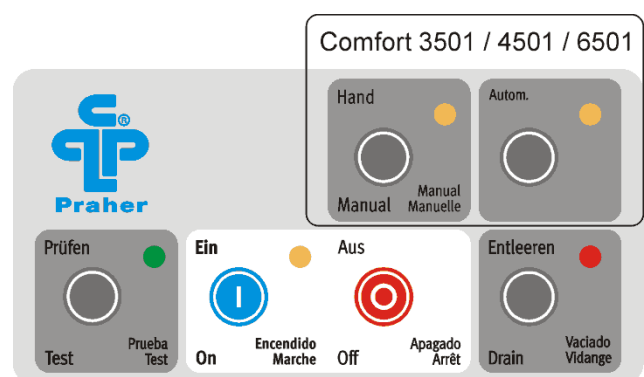 Comfort 3501 / 4501 / 6501
Hand
Autom.
®
Praher
Manual
Manual
Manuelle
Prüfen
Ein
Aus
Entleeren
Test
Prueba
Test
On
Encendido
Marche
Off
Apagado
Arrêt
Drain
Vaciado
Vidange